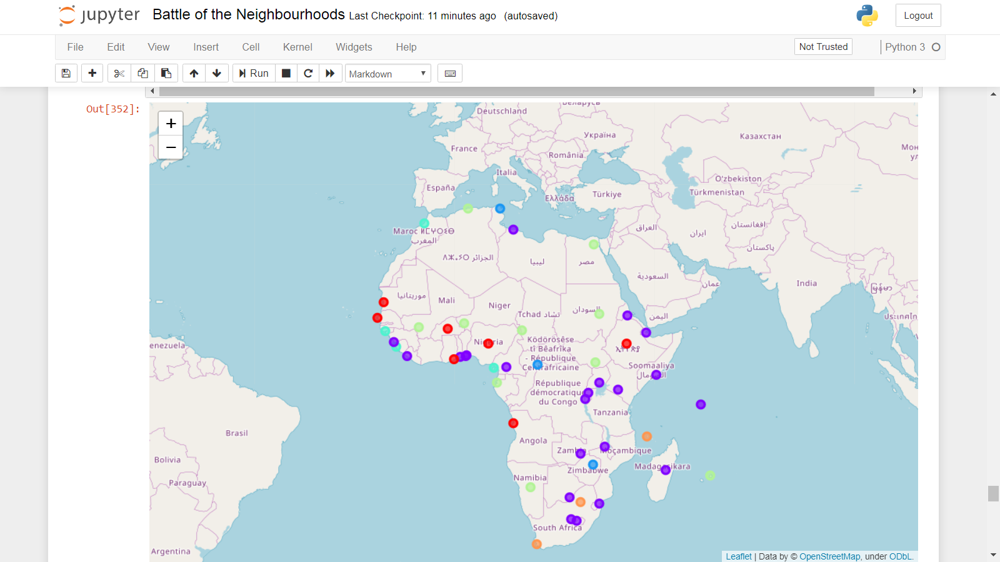 jupyter Battle of the Neighbourhoods Last Checkpoint: 11 minutes ago (autosaved)
Logout
File Edit View Insert Cell Kernel Widgets Help
Not Trusted
Python 3
Run
Markdown
Out[352]:
+
−
Беларусь
Deutschland
Україна
Казахстан
France
România
Italia
O'zbekiston
España
Türkmenistan
Türkiye
Ελλάδα
افغانستان
العراق
ایران
Maroc ⵍⵎⵖⵔⵉⴱ
المغرب
پاکستان
الجزائر
ليبيا
مصر
السعودية
عمان
India
موريتانيا
Mali
Niger
Tchad تشاد
السودان
اليمن
Nigeria
Ködörösêse
tî Bêafrîka
- République
Centrafricaine
ኢትዮጵያ
enezuela
Soomaaliya
الصومال
République
démocratique
du Congo
Tanzania
Brasil
Angola
Zambia
Moçambique
Bolivia
Madagasikara
Zimbabwe
Namibia
Paraguay
South Africa
Argentina
Leaflet | Data by © OpenStreetMap, under ODbL.